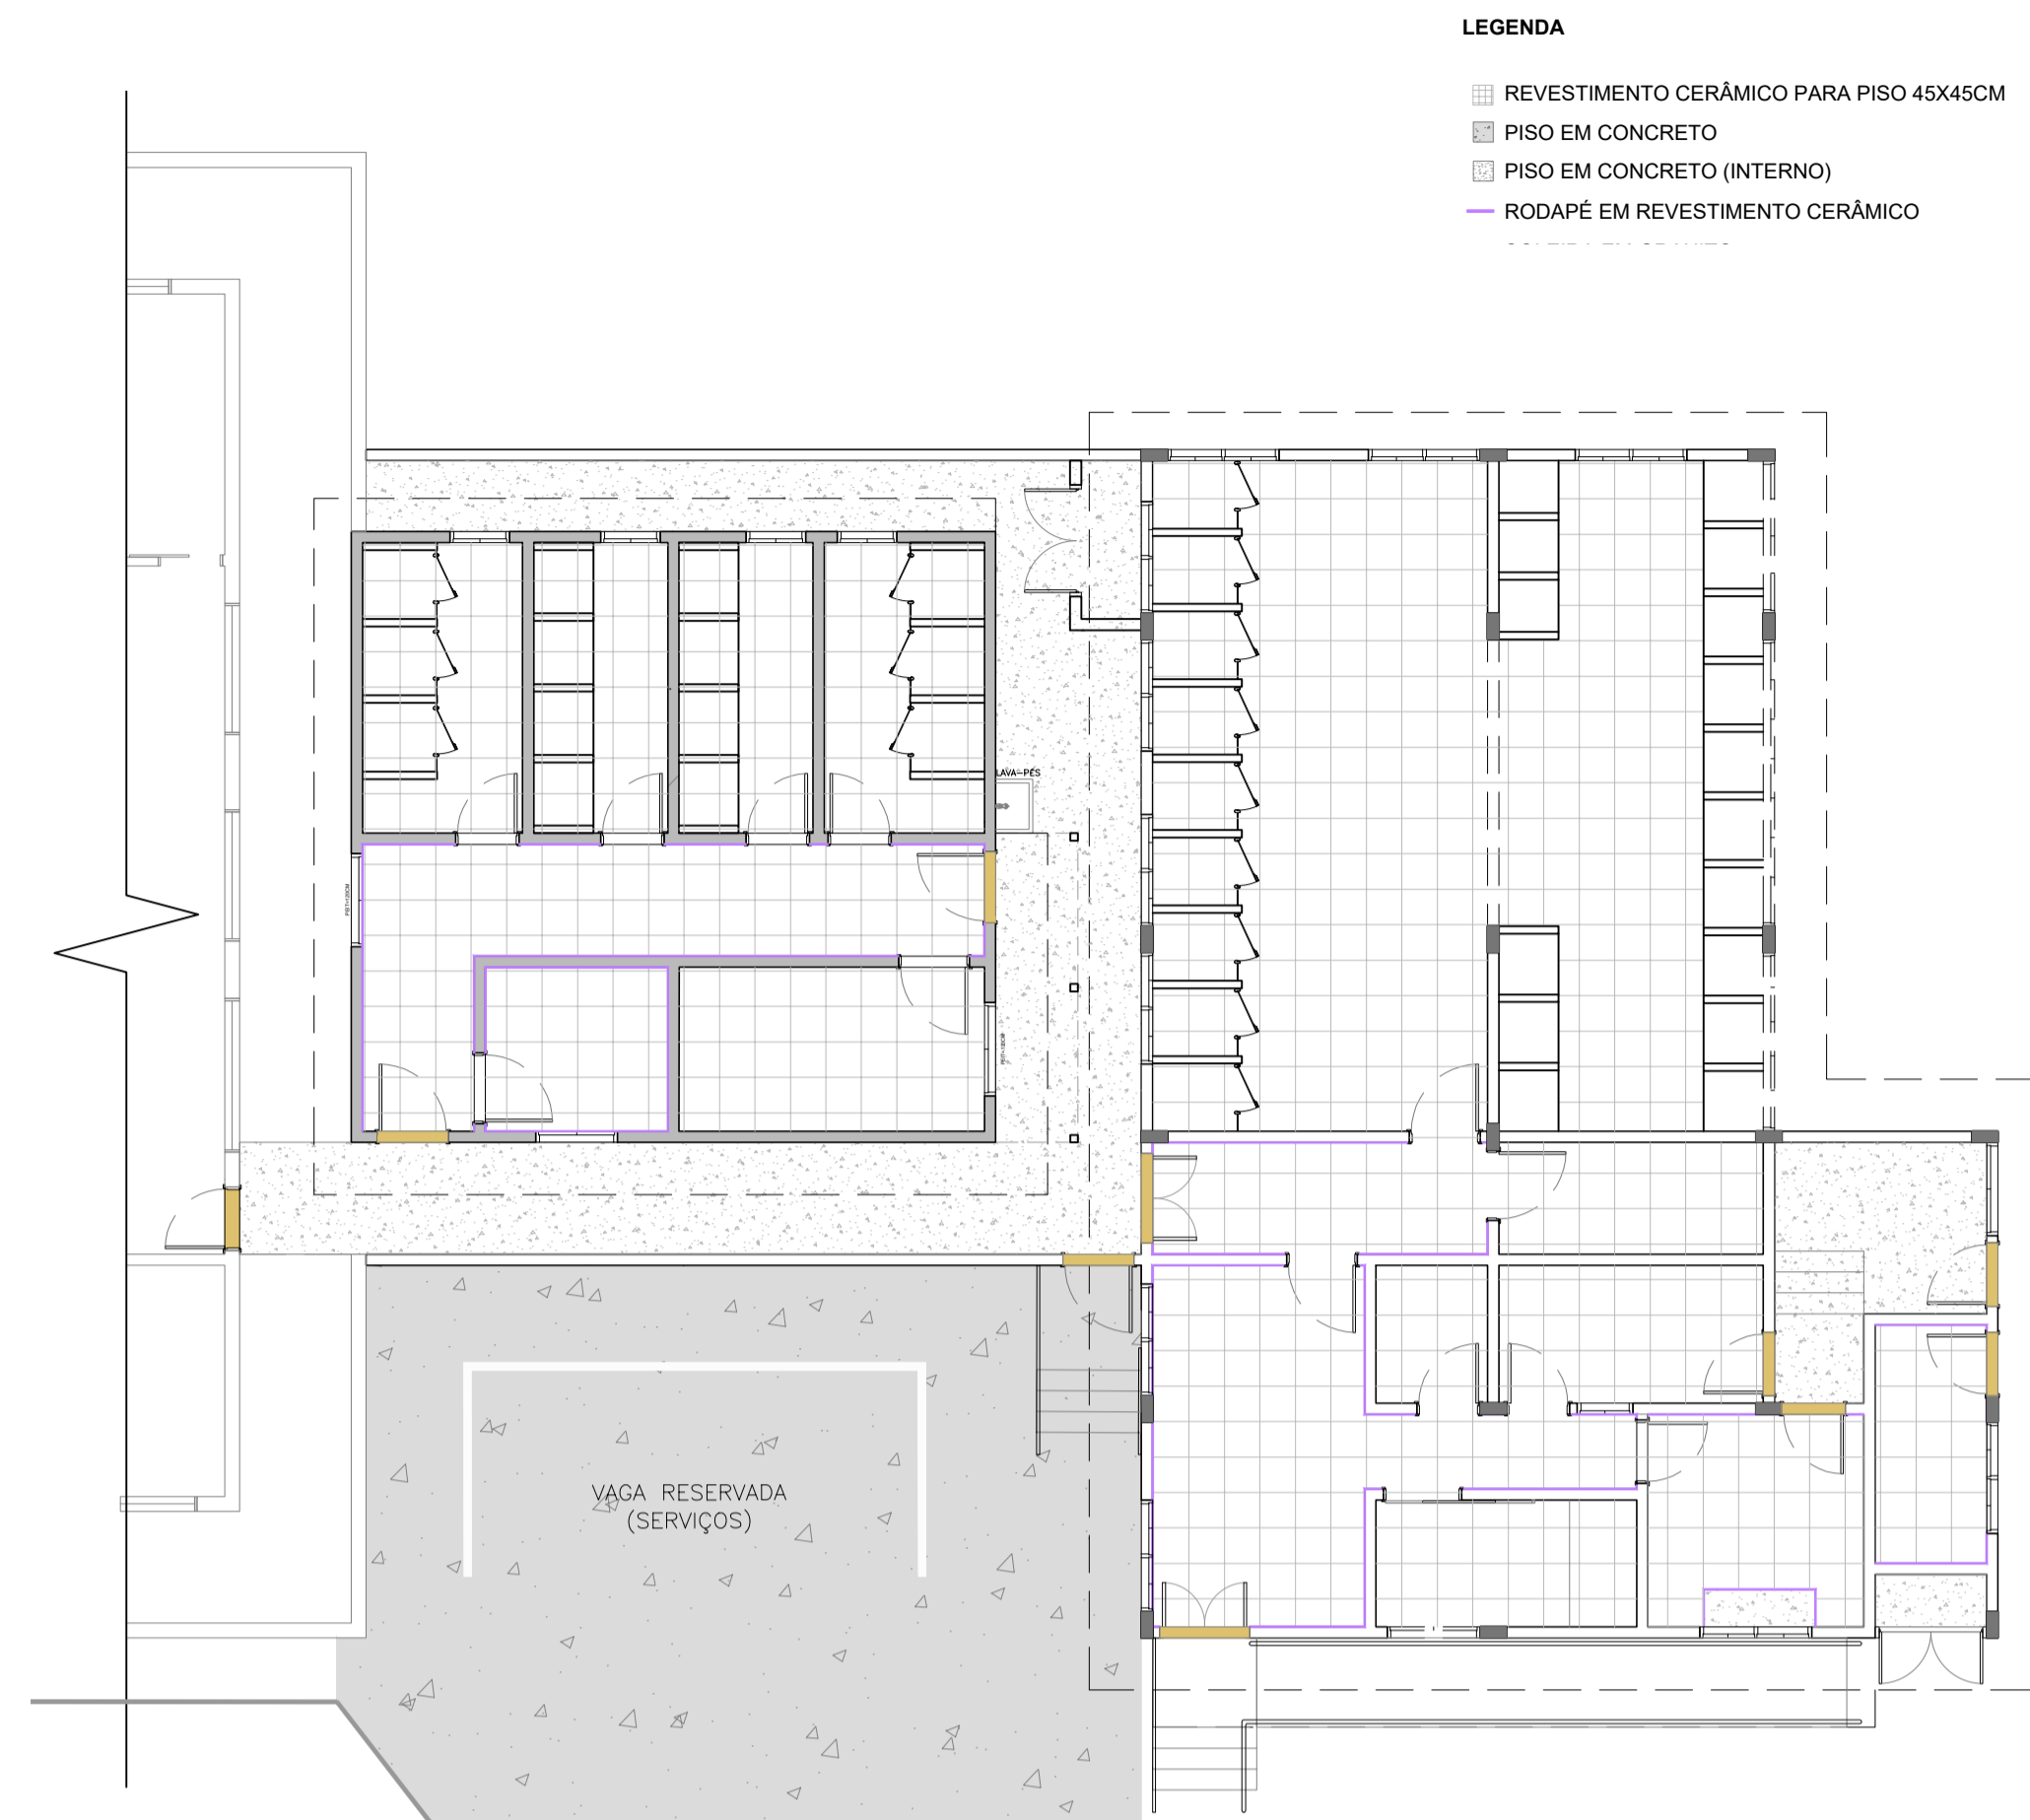 LEGENDA
REVESTIMENTO CERÂMICO PARA PISO 45X45CM
PISO EM CONCRETO
PISO EM CONCRETO (INTERNO)
RODAPÉ EM REVESTIMENTO CERÂMICO
LAVA-PÉS
VAGA RESERVADA
(SERVIÇOS)